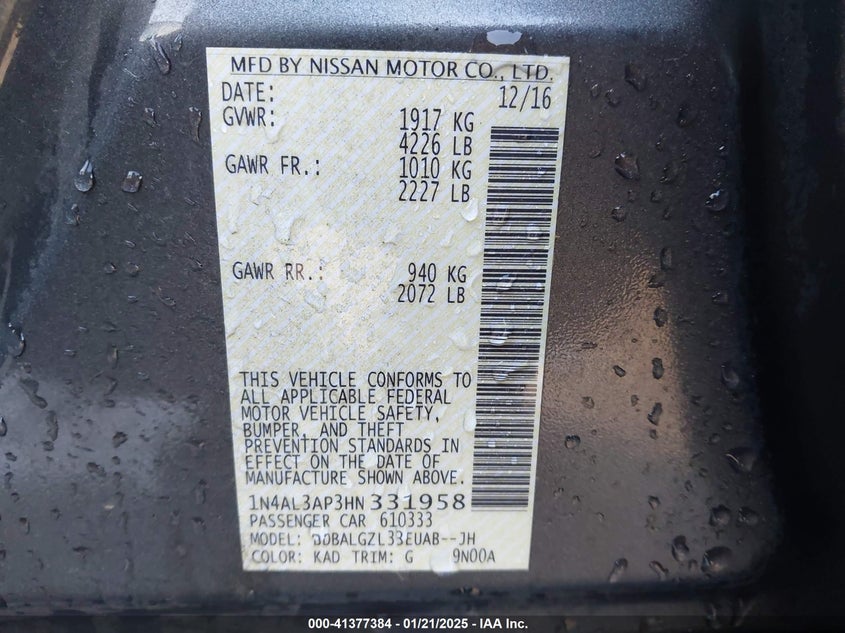 MFD BY NISSAN MOTOR CO., LTD.
DATE: 12/16
GVWR: 1917 KG
4226 LB
GAWR FR.: 1010 KG
2227 LB
GAWR RR.: 940 KG
2072 LB
THIS VEHICLE CONFORMS TO
ALL APPLICABLE FEDERAL
MOTOR VEHICLE SAFETY,
BUMPER, AND THEFT
PREVENTION STANDARDS IN
EFFECT ON THE DATE OF
MANUFACTURE SHOWN ABOVE.
1N4AL3AP3HN331958
PASSENGER CAR 610333
MODEL: JH
COLOR: KAD TRIM: G 9N00A
000-41377384 — 01/21/2025 - IAA Inc.